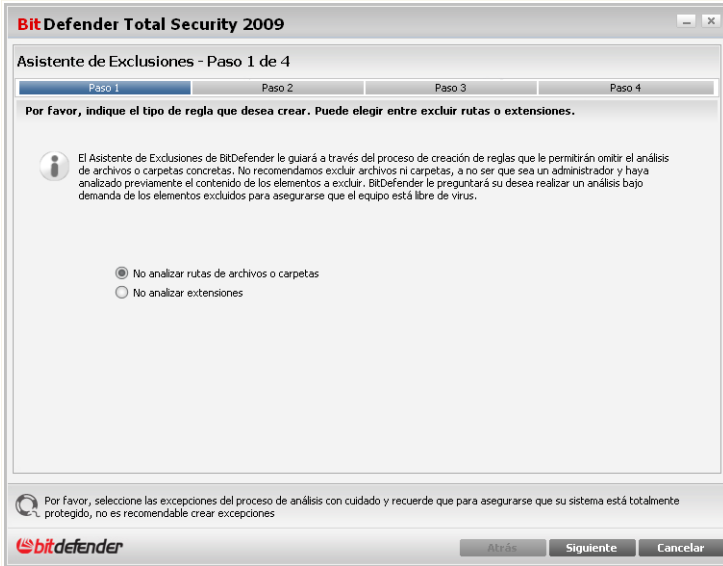 BitDefender Total Security 2009
Asistente de Exclusiones - Paso 1 de 4
Paso 1 Paso 2 Paso 3 Paso 4
Por favor, indique el tipo de regla que desea crear. Puede elegir entre excluir rutas o extensiones.
El Asistente de Exclusiones de BitDefender le guiará a través del proceso de creación de reglas que le permitirán omitir el análisis
de archivos o carpetas concretas. No recomendamos excluir archivos ni carpetas, a no ser que sea un administrador y haya
analizado previamente el contenido de los elementos a excluir. BitDefender le preguntará su desea realizar un análisis bajo
demanda de los elementos excluidos para asegurarse que el equipo está libre de virus.
No analizar rutas de archivos o carpetas
No analizar extensiones
Por favor, seleccione las excepciones del proceso de análisis con cuidado y recuerde que para asegurarse que su sistema está totalmente
protegido, no es recomendable crear excepciones
bitdefender Atrás Siguiente Cancelar